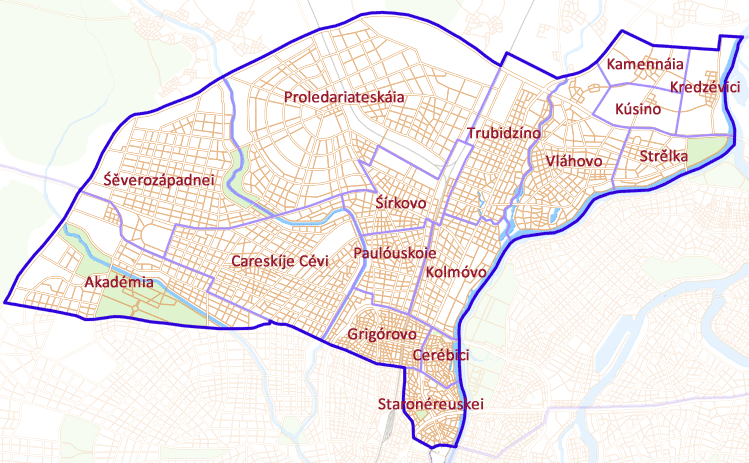 Kamennáia
Kredzévici
Proledariateskáia
Kúsino
Trubidzíno
Vláhovo
Strělka
Śěverozápadnei
Śírkovo
Paulóuskoie
Careskíje Cévi
Kolmóvo
Akadémia
Grigórovo
Cerébici
Staronéreuskei